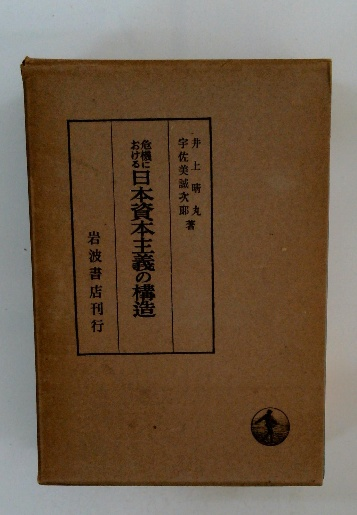 井上晴丸
宇佐美誠次郎 著
危機に
おける
日本資本主義の構造
岩波書店刊行